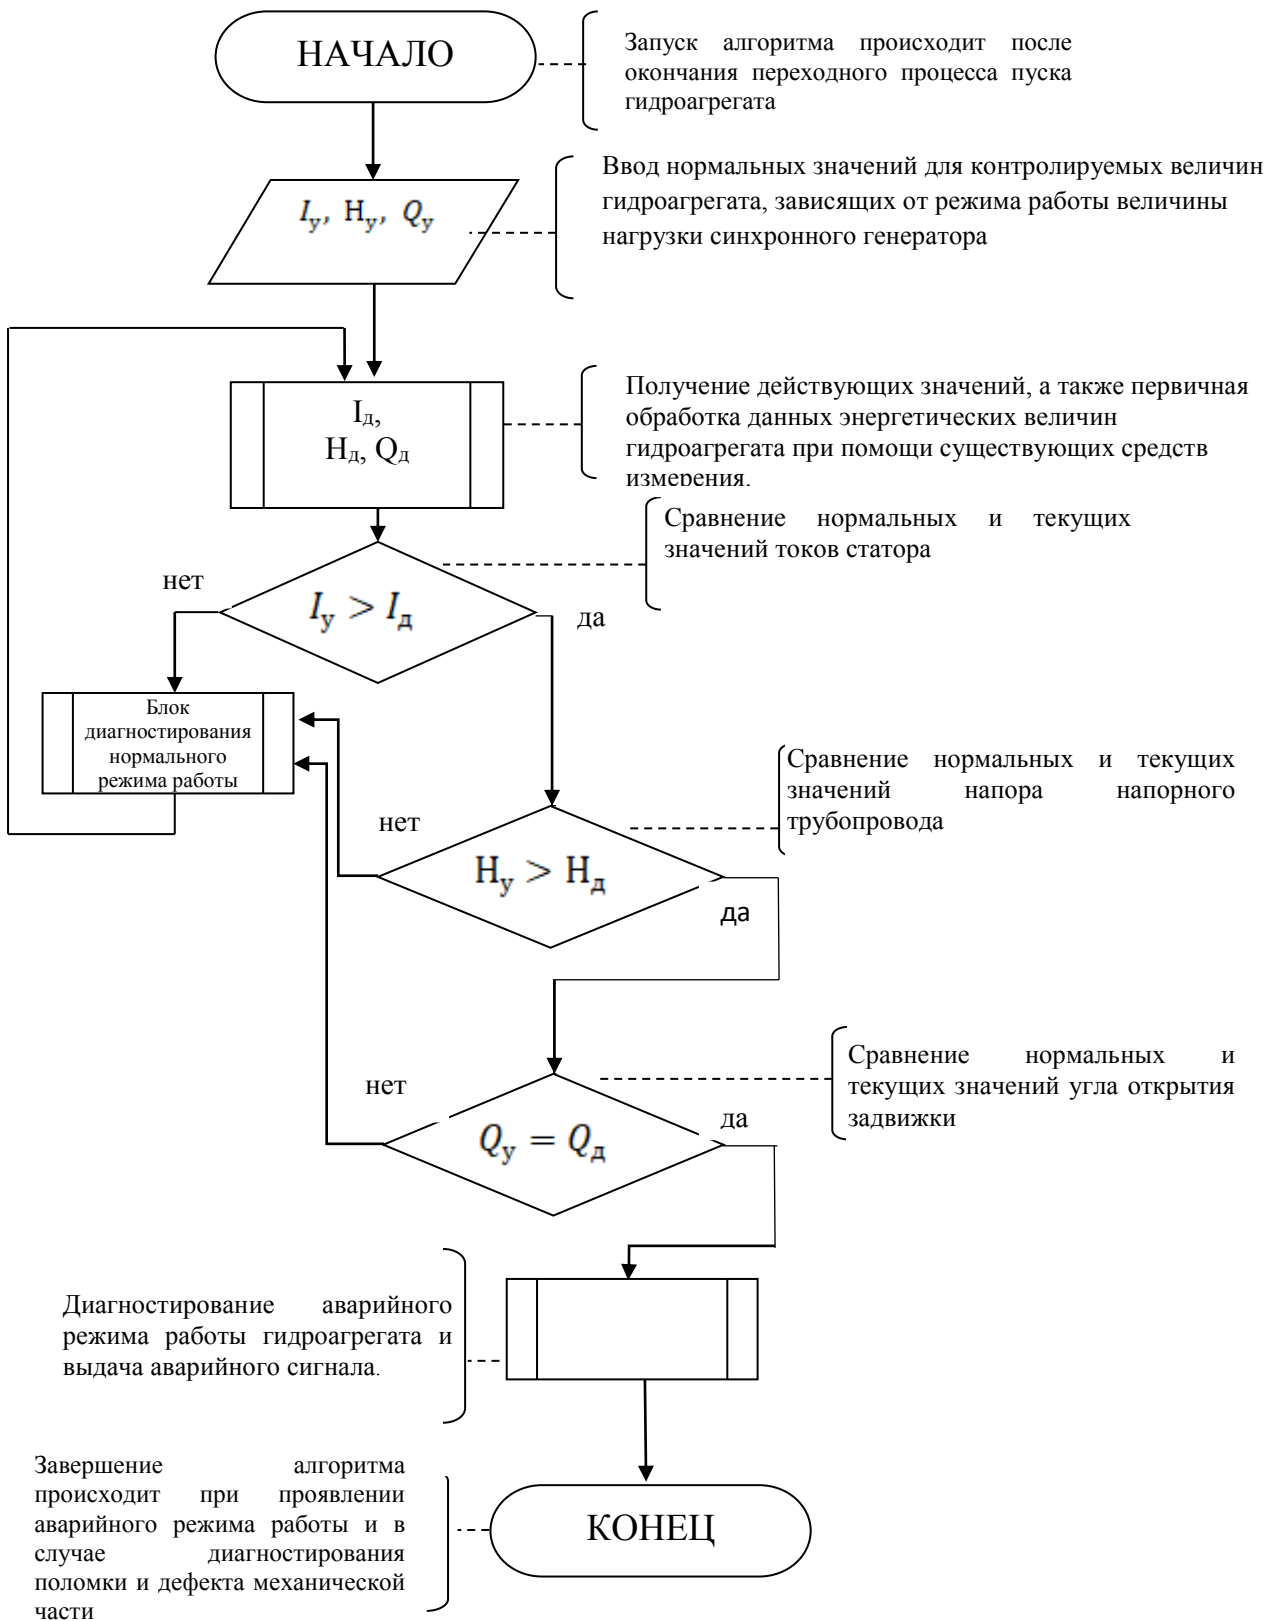 НАЧАЛО
Запуск алгоритма происходит после
окончания переходного процесса пуска
гидроагрегата
Iу, Hу, Qу
Ввод нормальных значений для контролируемых величин
гидроагрегата, зависящих от режима работы величины
нагрузки синхронного генератора
Iд,
Hд, Qд
Получение действующих значений, а также первичная
обработка данных энергетических величин
гидроагрегата при помощи существующих средств
измерения.
Сравнение нормальных и текущих
значений токов статора
нет
Iу > Iд
да
Блок
диагностирования
нормального
режима работы
Сравнение нормальных и текущих
значений напора напорного
трубопровода
нет
Hу > Hд
да
Сравнение нормальных и
текущих значений угла открытия
задвижки
нет
Qу = Qд
да
Диагностирование аварийного
режима работы гидроагрегата и
выдача аварийного сигнала.
Завершение алгоритма
происходит при проявлении
аварийного режима работы и в
случае диагностирования
поломки и дефекта механической
части
КОНЕЦ